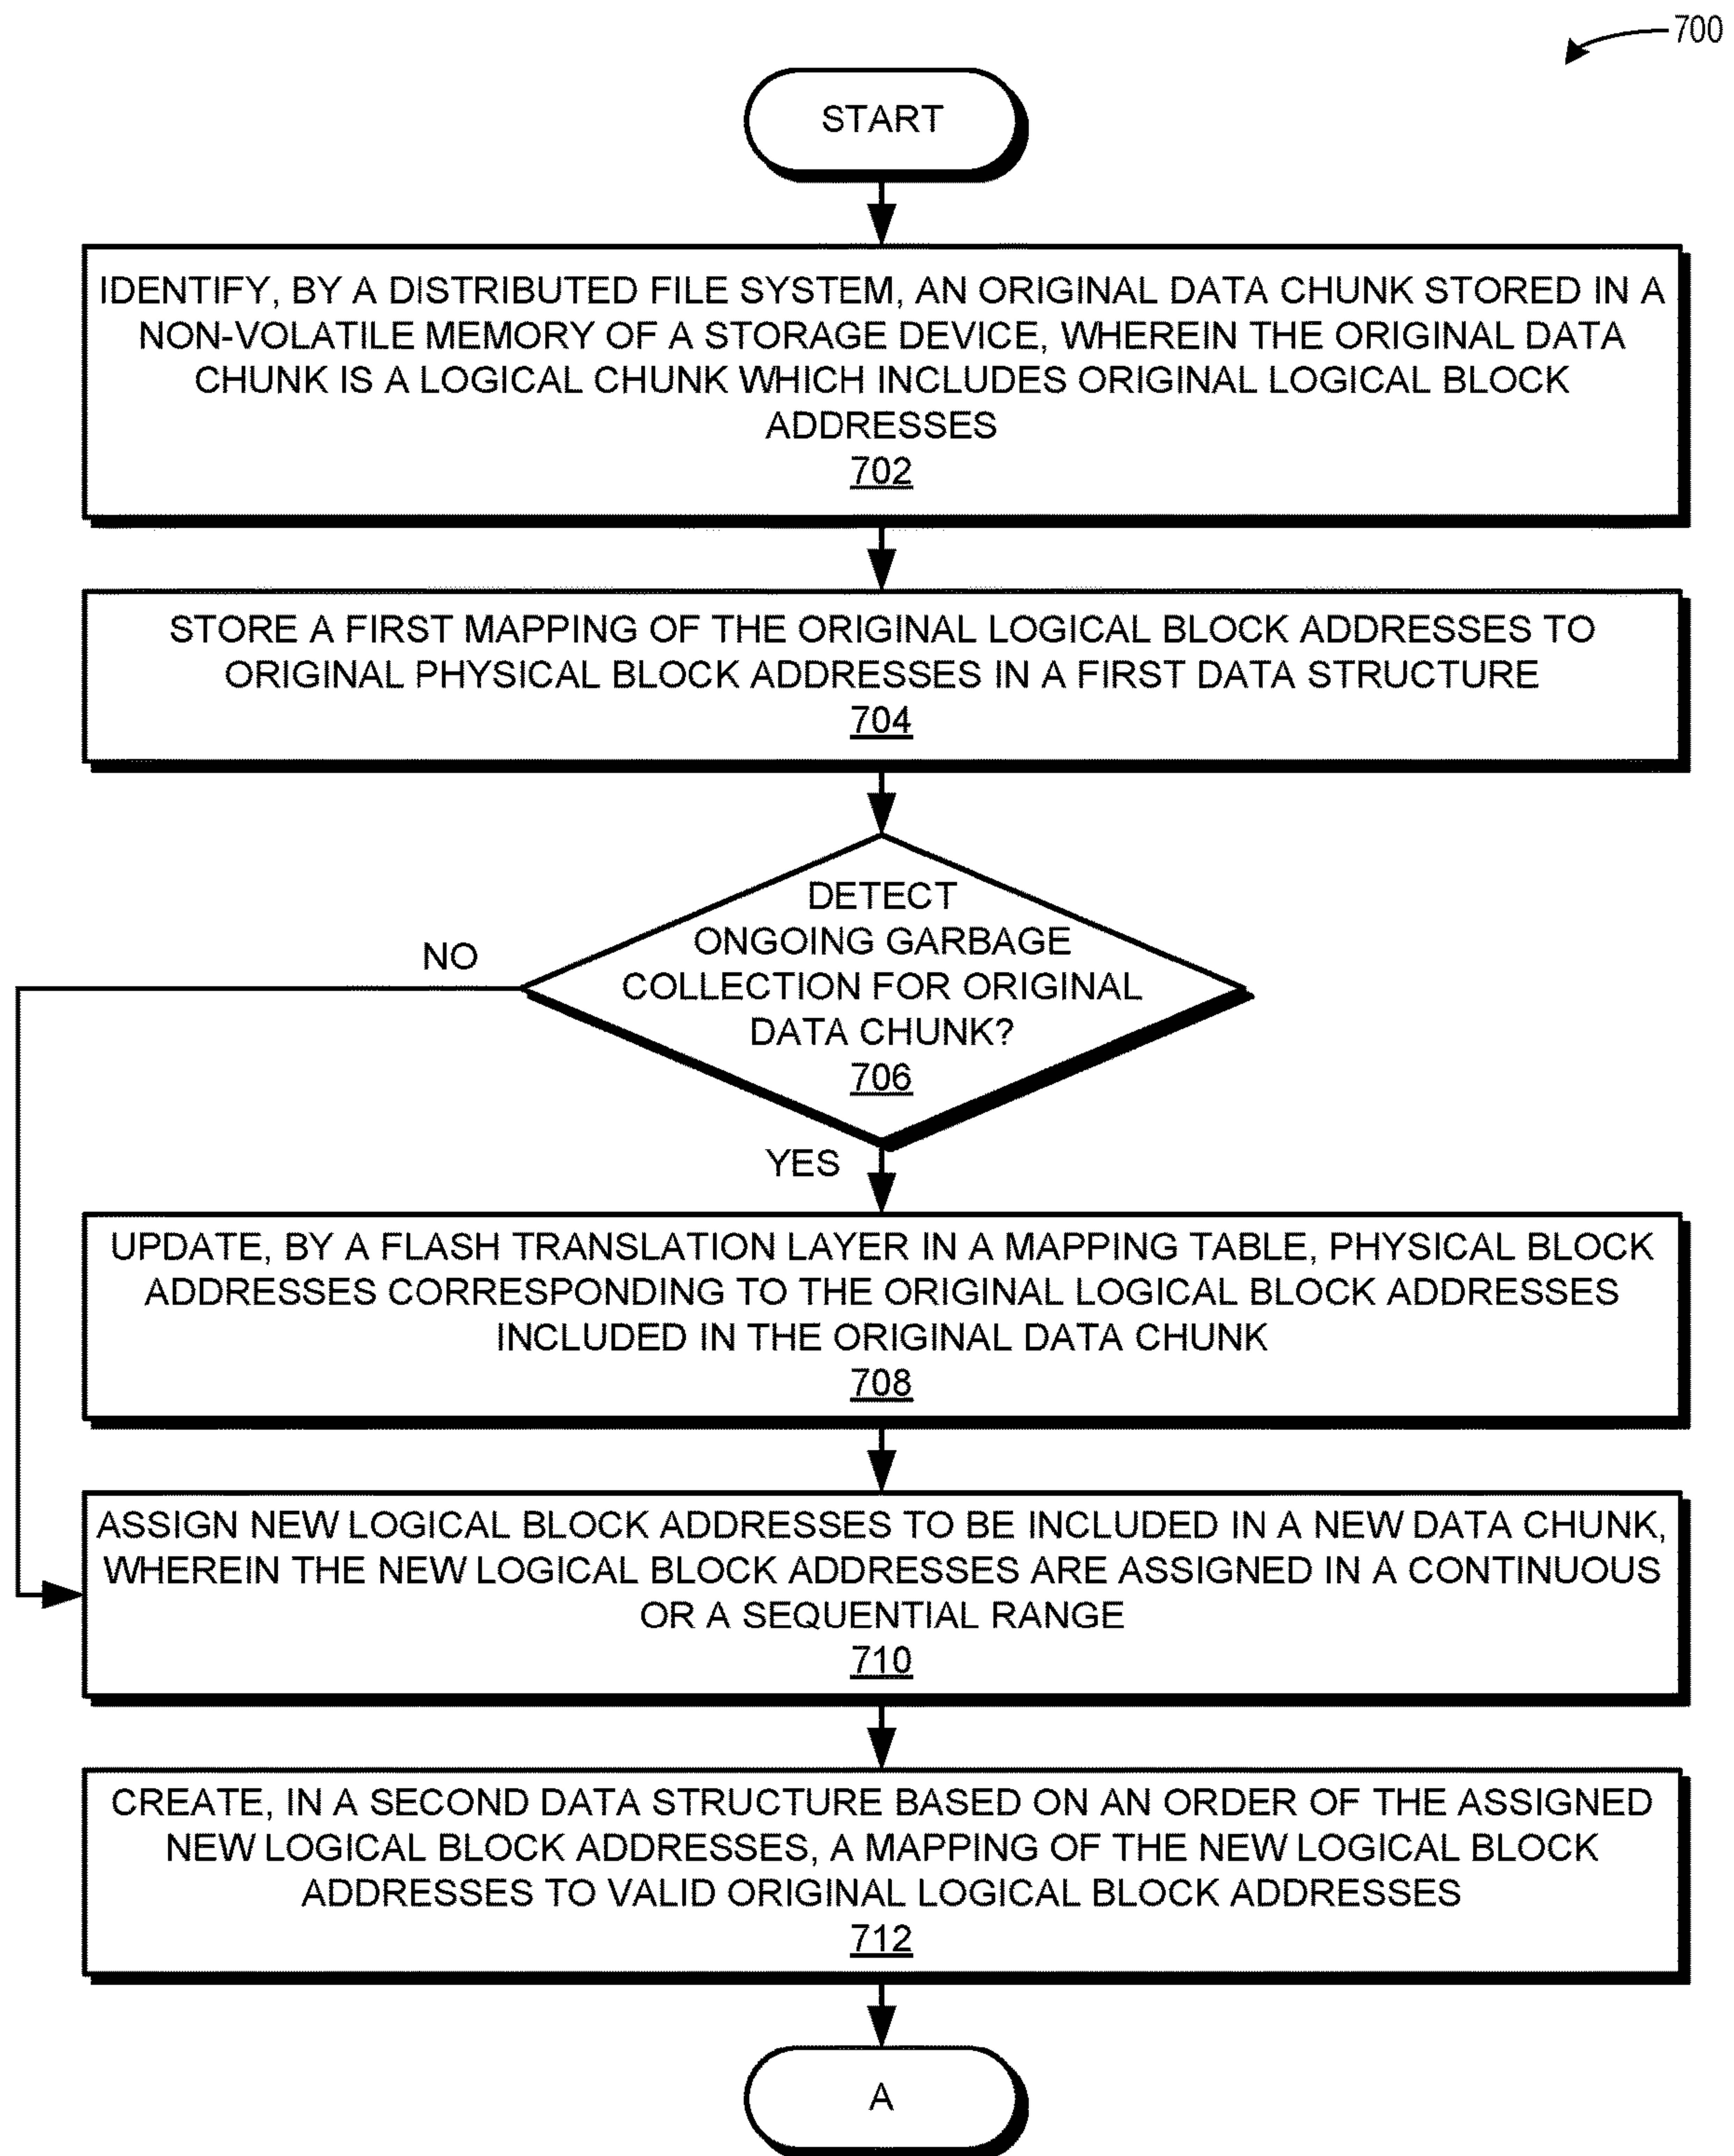 700
START
IDENTIFY, BY A DISTRIBUTED FILE SYSTEM, AN ORIGINAL DATA CHUNK STORED IN A
NON-VOLATILE MEMORY OF A STORAGE DEVICE, WHEREIN THE ORIGINAL DATA
CHUNK IS A LOGICAL CHUNK WHICH INCLUDES ORIGINAL LOGICAL BLOCK
ADDRESSES
702
STORE A FIRST MAPPING OF THE ORIGINAL LOGICAL BLOCK ADDRESSES TO
ORIGINAL PHYSICAL BLOCK ADDRESSES IN A FIRST DATA STRUCTURE
704
DETECT
ONGOING GARBAGE
COLLECTION FOR ORIGINAL
DATA CHUNK?
706
NO
YES
UPDATE, BY A FLASH TRANSLATION LAYER IN A MAPPING TABLE, PHYSICAL BLOCK
ADDRESSES CORRESPONDING TO THE ORIGINAL LOGICAL BLOCK ADDRESSES
INCLUDED IN THE ORIGINAL DATA CHUNK
708
ASSIGN NEW LOGICAL BLOCK ADDRESSES TO BE INCLUDED IN A NEW DATA CHUNK,
WHEREIN THE NEW LOGICAL BLOCK ADDRESSES ARE ASSIGNED IN A CONTINUOUS
OR A SEQUENTIAL RANGE
710
CREATE, IN A SECOND DATA STRUCTURE BASED ON AN ORDER OF THE ASSIGNED
NEW LOGICAL BLOCK ADDRESSES, A MAPPING OF THE NEW LOGICAL BLOCK
ADDRESSES TO VALID ORIGINAL LOGICAL BLOCK ADDRESSES
712
A